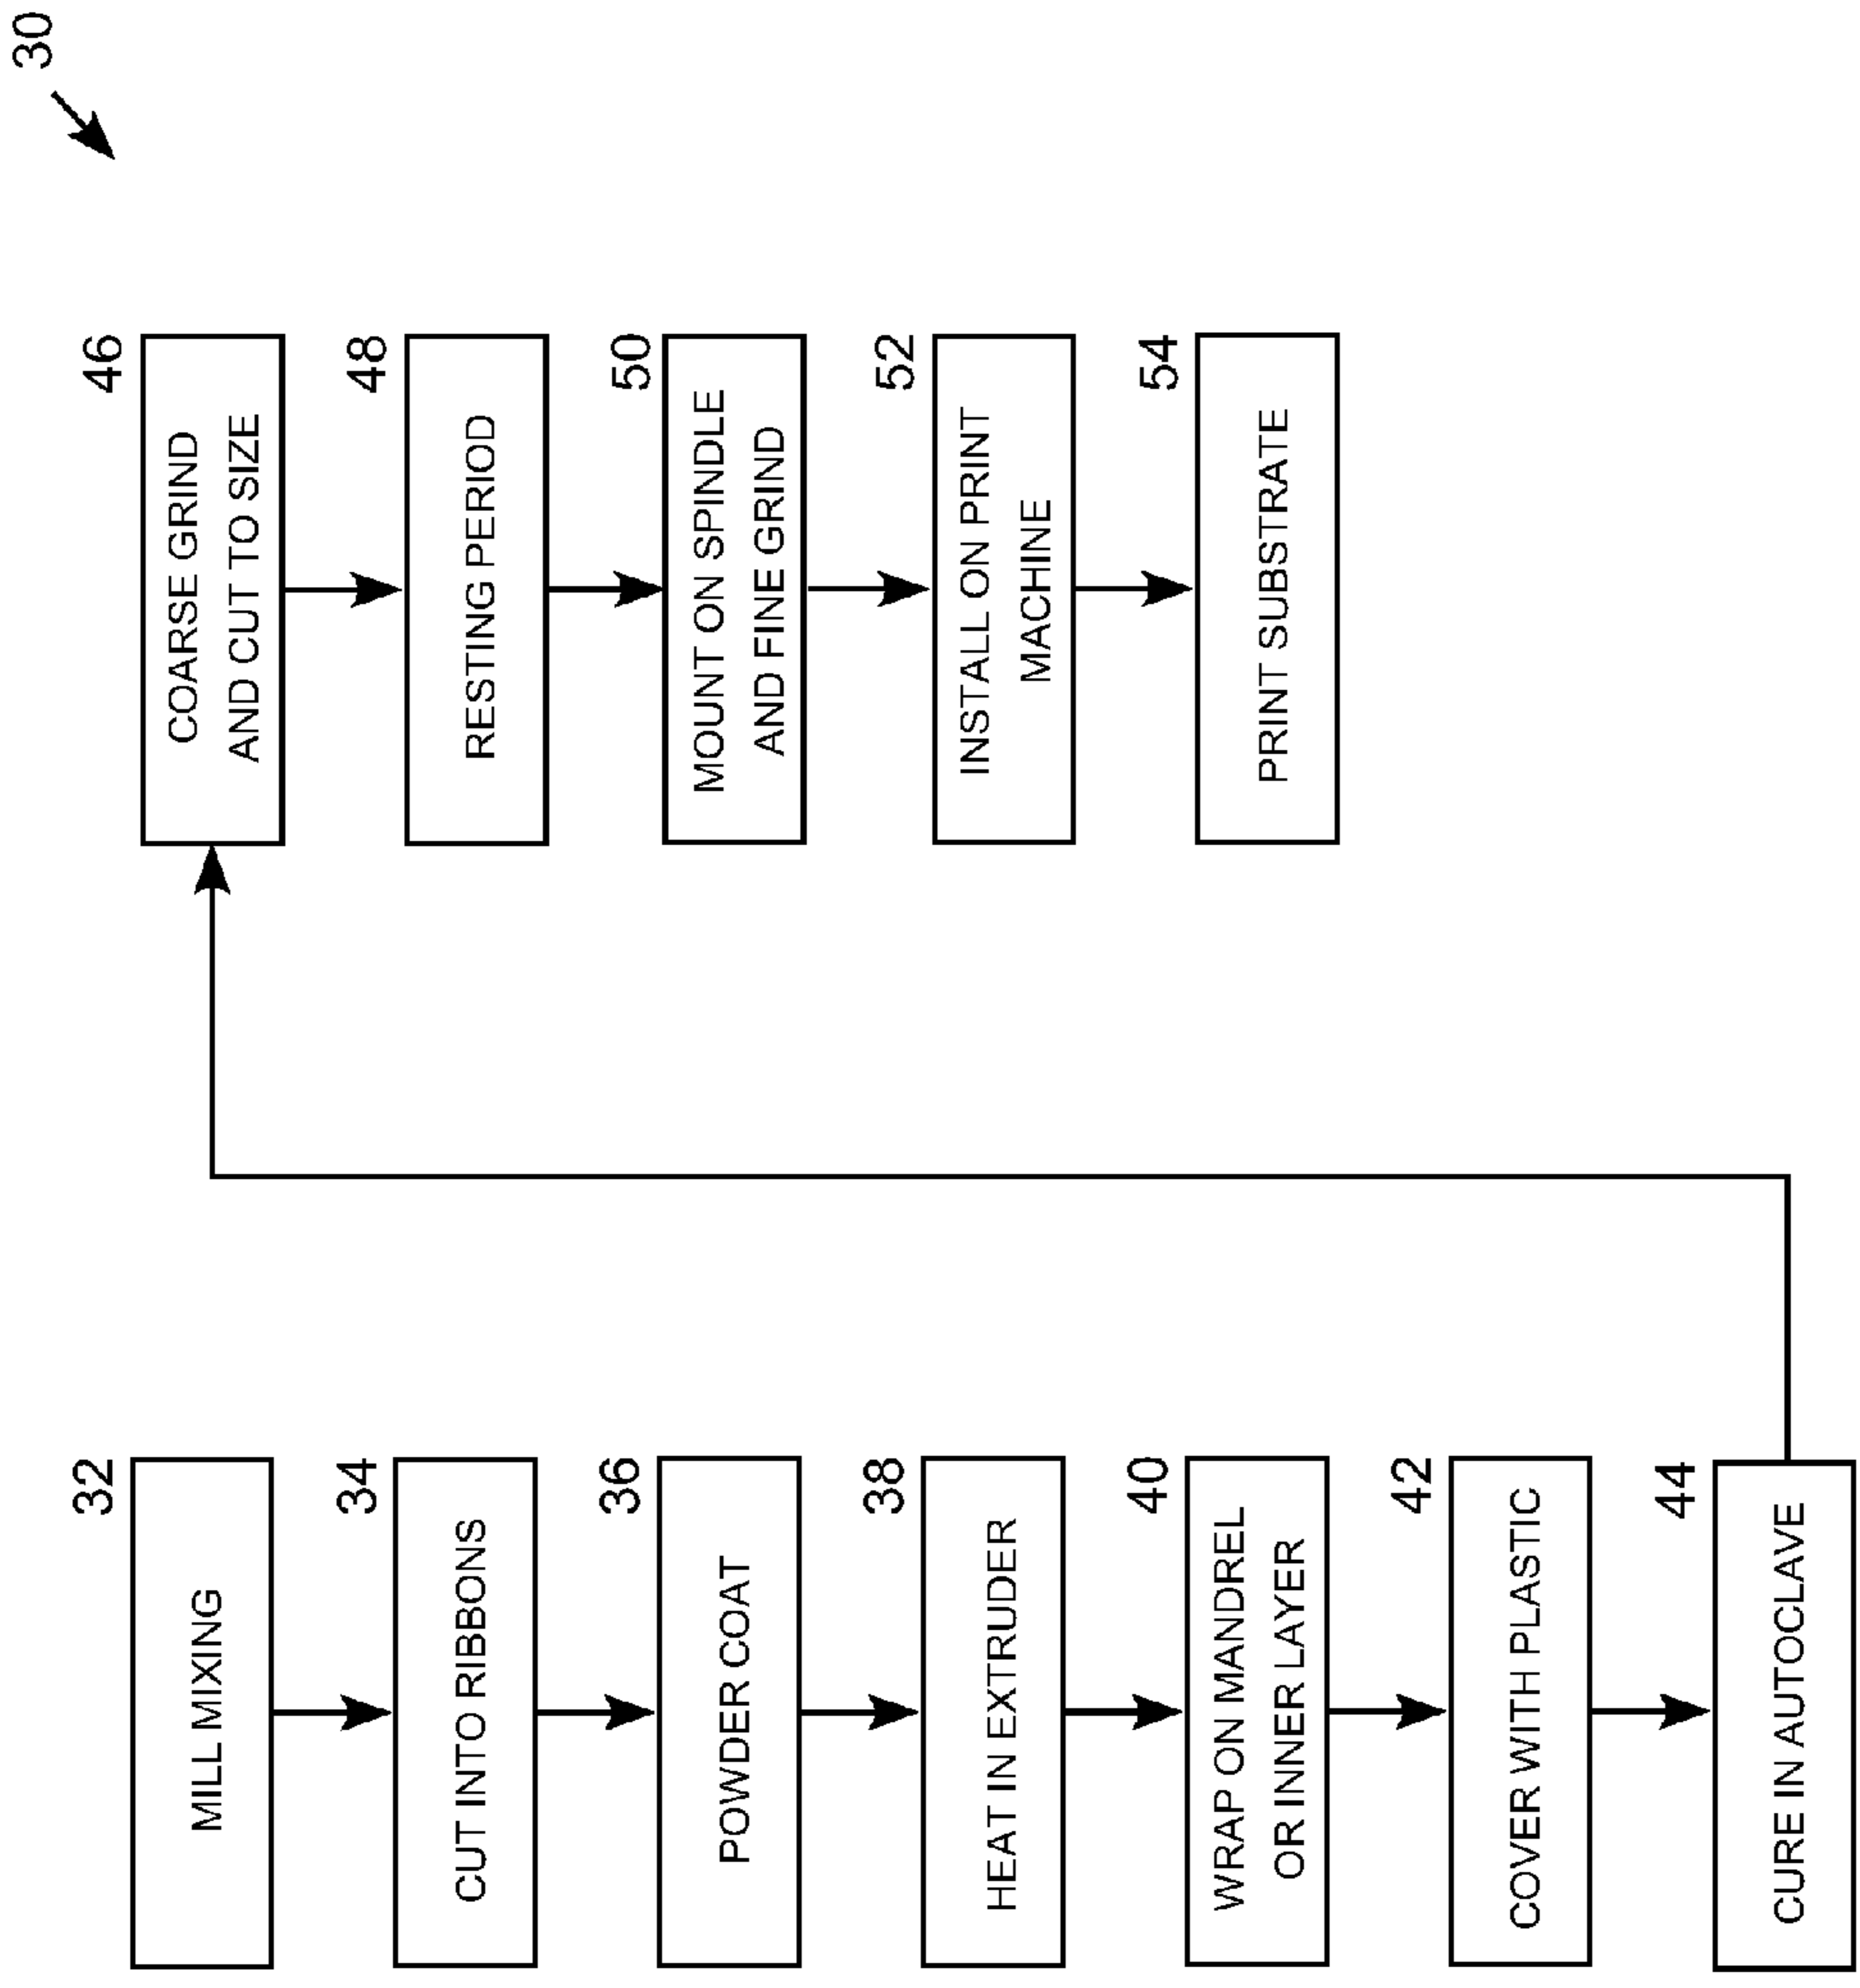 30
32
MILL MIXING
34
CUT INTO RIBBONS
36
POWDER COAT
38
HEAT IN EXTRUDER
40
WRAP ON MANDREL
OR INNER LAYER
42
COVER WITH PLASTIC
44
CURE IN AUTOCLAVE
46
COARSE GRIND
AND CUT TO SIZE
48
RESTING PERIOD
50
MOUNT ON SPINDLE
AND FINE GRIND
52
INSTALL ON PRINT
MACHINE
54
PRINT SUBSTRATE